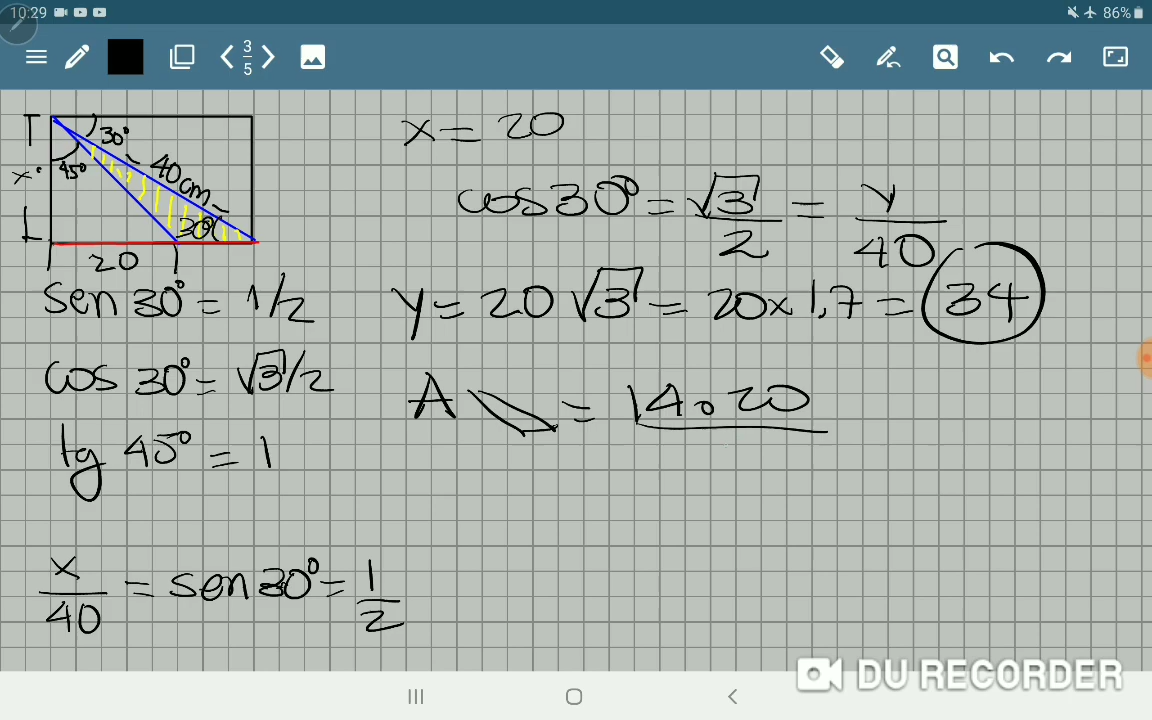 10:29
86%
3
5
30°
x
45°
40cm
30
20
x = 20
cos 30° = √3/2 = y/40
sen 30° = 1/2
y = 20 √3 = 20 x 1,7 = 34
cos 30° = √3/2
A = 14.20
tg 45° = 1
x/40 = sen 30° = 1/2
DU RECORDER